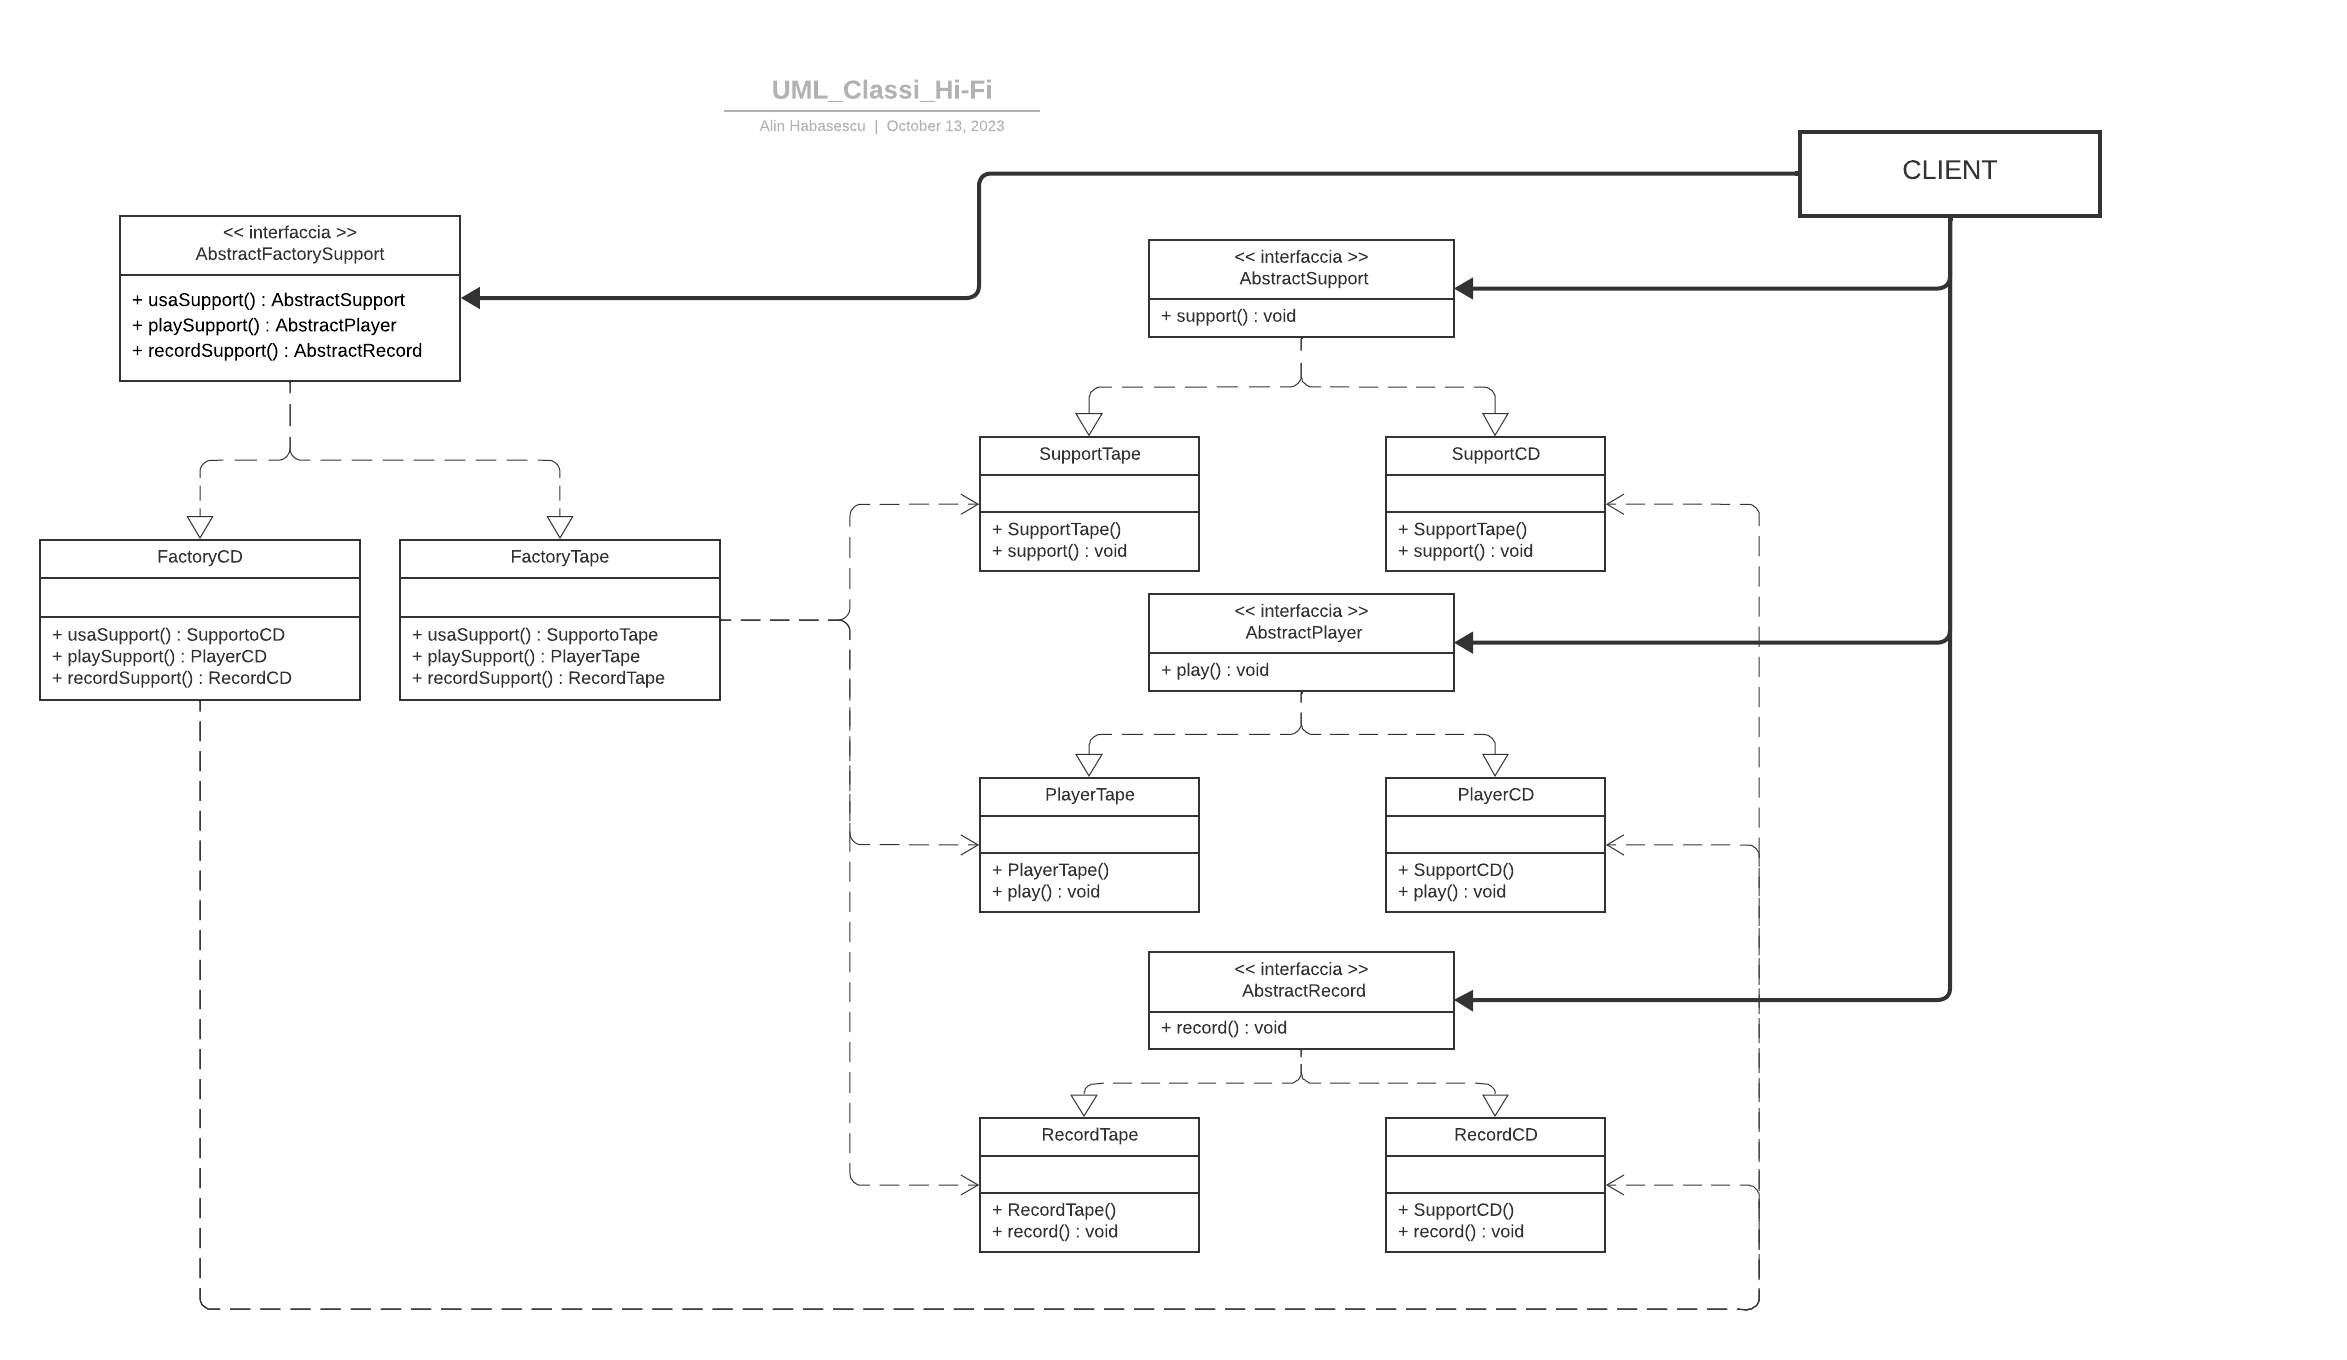 UML_Classi_Hi-Fi
Alin Habasescu | October 13, 2023
CLIENT
<< interfaccia >>
AbstractFactorySupport
+ usaSupport() : AbstractSupport
+ playSupport() : AbstractPlayer
+ recordSupport() : AbstractRecord
<< interfaccia >>
AbstractSupport
+ support() : void
SupportTape
+ SupportTape()
+ support() : void
SupportCD
+ SupportTape()
+ support() : void
FactoryCD
+ usaSupport() : SupportoCD
+ playSupport() : PlayerCD
+ recordSupport() : RecordCD
FactoryTape
+ usaSupport() : SupportoTape
+ playSupport() : PlayerTape
+ recordSupport() : RecordTape
<< interfaccia >>
AbstractPlayer
+ play() : void
PlayerTape
+ PlayerTape()
+ play() : void
PlayerCD
+ SupportCD()
+ play() : void
<< interfaccia >>
AbstractRecord
+ record() : void
RecordTape
+ RecordTape()
+ record() : void
RecordCD
+ SupportCD()
+ record() : void